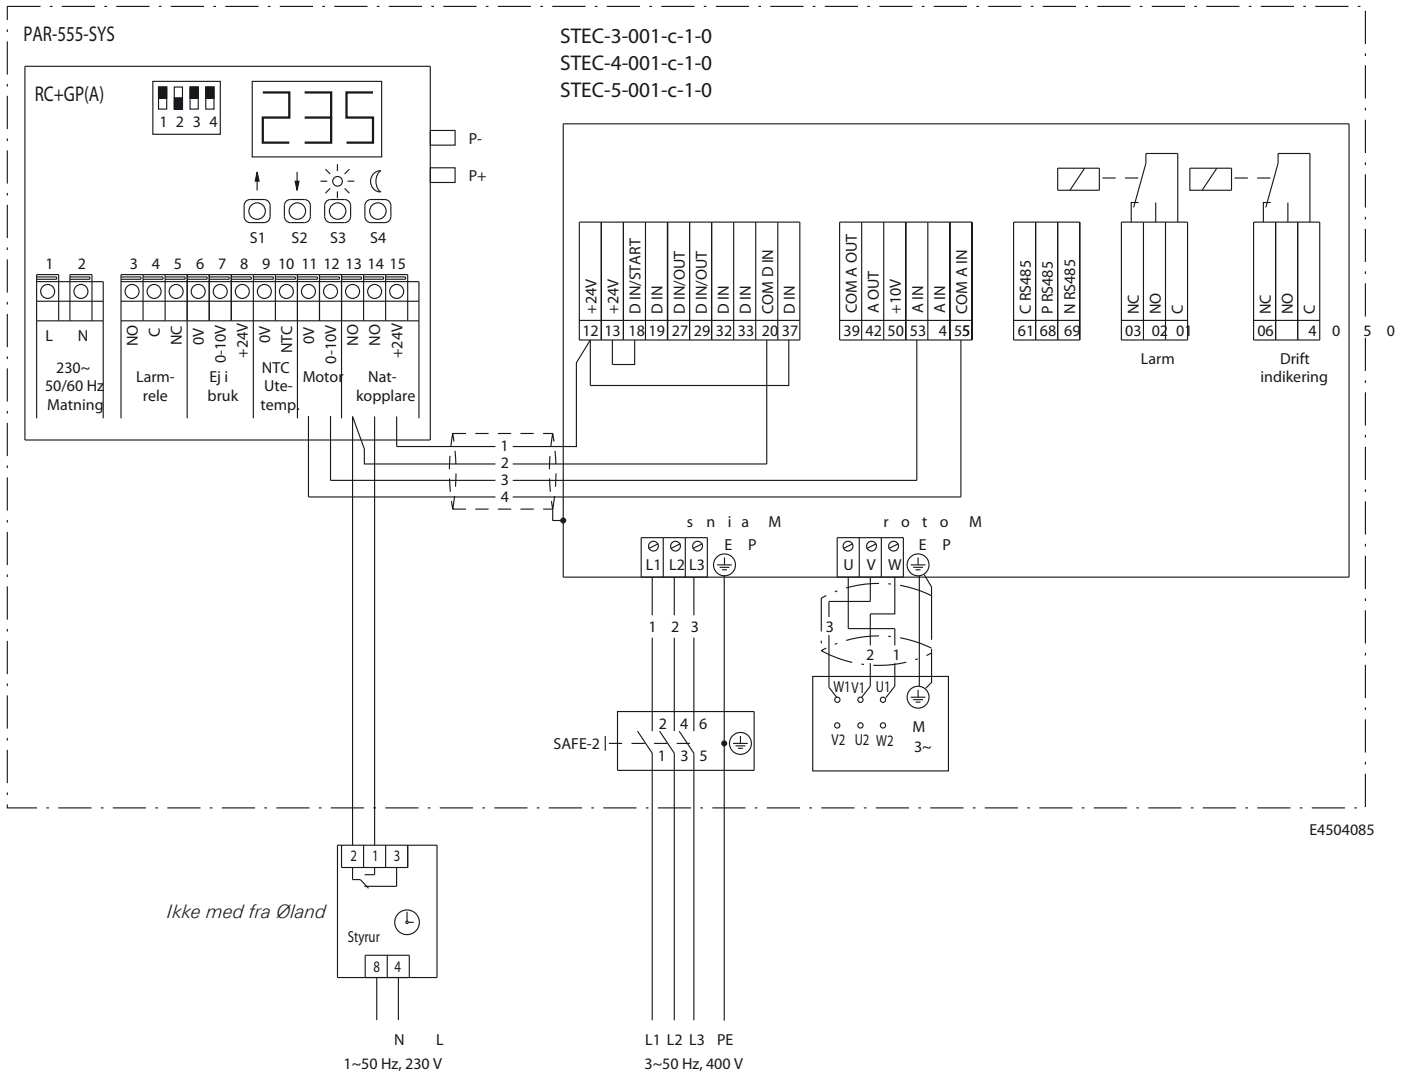 PAR-555-SYS
STEC-3-001-c-1-0
STEC-4-001-c-1-0
STEC-5-001-c-1-0
RC+GP(A)
1 2 3 4
235
P-
P+
S1 S2 S3 S4
1 2 3 4 5 6 7 8 9 10 11 12 13 14 15
L N
NO C NC 0V 0-10V +24V 0V NTC 0V 0-10V NO NO +24V
230~
50/60 Hz
Matning
Larm-
rele
Ej i
bruk
NTC
Ute-
temp.
Motor
Nat-
kopplare
+24V +24V D IN/START D IN D IN/OUT D IN/OUT D IN D IN COM D IN D IN
12 13 18 19 27 29 32 33 20 37
COM A OUT A OUT +10V A IN A IN COM A IN
39 42 50 53 4 55
C RS485 P RS485 N RS485
61 68 69
NC NO C
03 02 01
Larm
NC NO C
06 4 0 5 0
Drift
indikering
1
2
3
4
s n i a M
E P
L1 L2 L3
r o t o M
E P
U V W
1 2 3
3
2 1
W1 V1 U1
V2 U2 W2
M
3~
SAFE-2
2 4 6
1 3 5
E4504085
2 1 3
Ikke med fra Øland
Styrur
8 4
N L
1~50 Hz, 230 V
L1 L2 L3 PE
3~50 Hz, 400 V